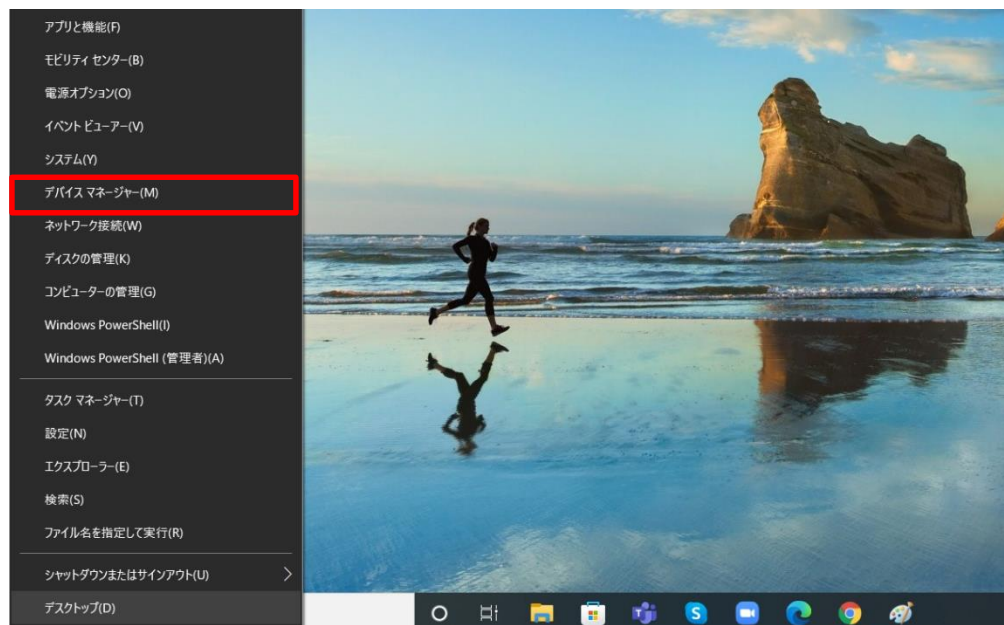 アプリと機能(F)
モビリティ センター(B)
電源オプション(O)
イベント ビューアー(V)
システム(Y)
デバイス マネージャー(M)
ネットワーク接続(W)
ディスクの管理(K)
コンピューターの管理(G)
Windows PowerShell(I)
Windows PowerShell (管理者)(A)
タスク マネージャー(T)
設定(N)
エクスプローラー(E)
検索(S)
ファイル名を指定して実行(R)
シャットダウンまたはサインアウト(U)
デスクトップ(D)